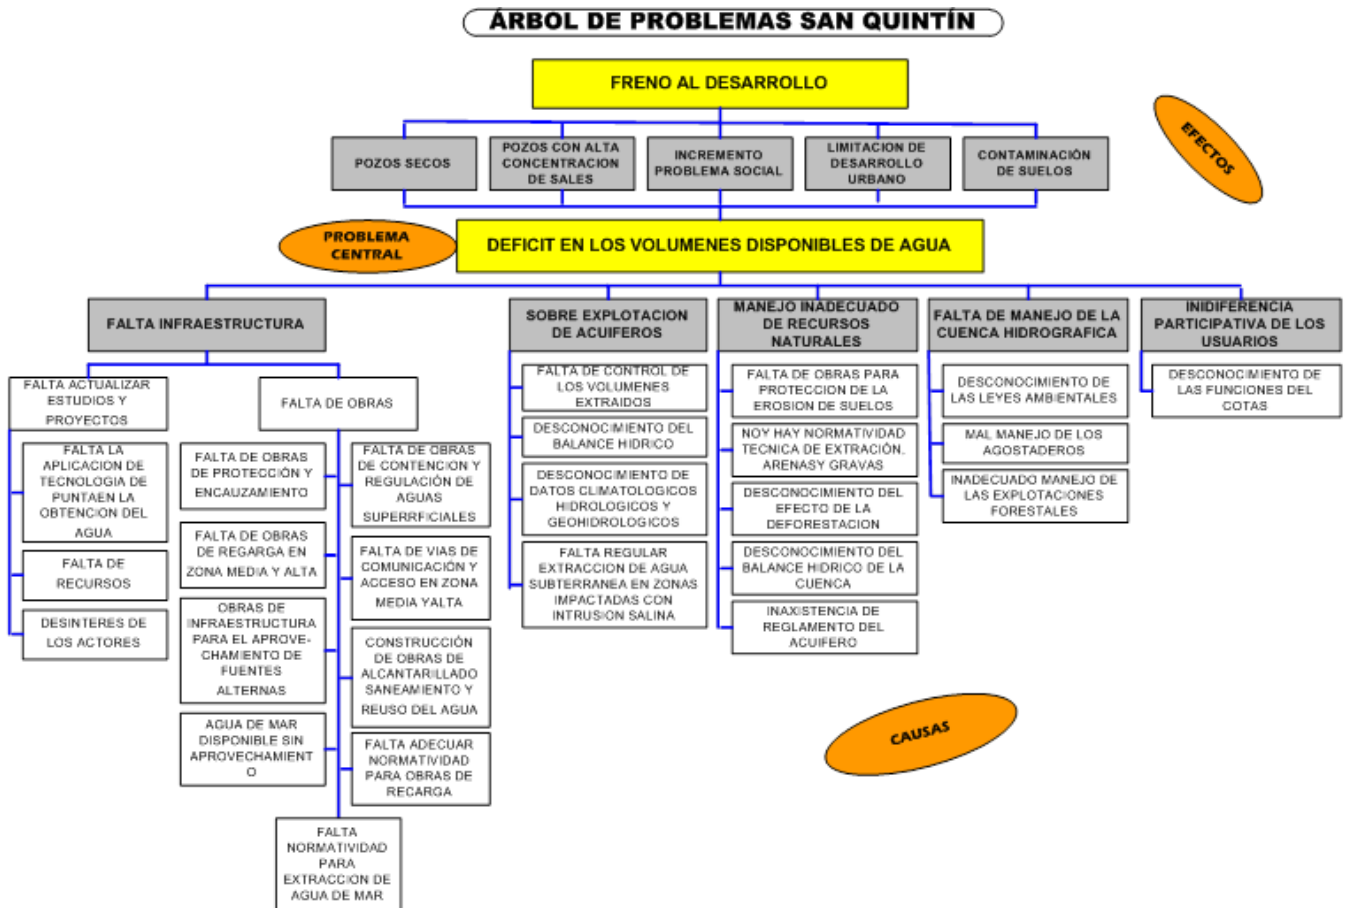 ÁRBOL DE PROBLEMAS SAN QUINTÍN
FRENO AL DESARROLLO
EFECTOS
POZOS SECOS
POZOS CON ALTA
CONCENTRACION
DE SALES
INCREMENTO
PROBLEMA SOCIAL
LIMITACION DE
DESARROLLO
URBANO
CONTAMINACIÓN
DE SUELOS
PROBLEMA
CENTRAL
DEFICIT EN LOS VOLUMENES DISPONIBLES DE AGUA
FALTA INFRAESTRUCTURA
SOBRE EXPLOTACION
DE ACUIFEROS
MANEJO INADECUADO
DE RECURSOS
NATURALES
FALTA DE MANEJO DE LA
CUENCA HIDROGRAFICA
INIDIFERENCIA
PARTICIPATIVA DE LOS
USUARIOS
FALTA ACTUALIZAR
ESTUDIOS Y
PROYECTOS
FALTA LA
APLICACION DE
TECNOLOGIA DE
PUNTAEN LA
OBTENCION DEL
AGUA
FALTA DE
RECURSOS
DESINTERES DE
LOS ACTORES
FALTA DE OBRAS
FALTA DE OBRAS
DE PROTECCIÓN Y
ENCAUZAMIENTO
FALTA DE OBRAS
DE REGARGA EN
ZONA MEDIA Y ALTA
OBRAS DE
INFRAESTRUCTURA
PARA EL APROVE-
CHAMIENTO DE
FUENTES
ALTERNAS
AGUA DE MAR
DISPONIBLE SIN
APROVECHAMIENT
O
FALTA DE OBRAS
DE CONTENCION Y
REGULACIÓN DE
AGUAS
SUPERRFICIALES
FALTA DE VIAS DE
COMUNICACIÓN Y
ACCESO EN ZONA
MEDIA YALTA
CONSTRUCCIÓN
DE OBRAS DE
ALCANTARILLADO
SANEAMIENTO Y
REUSO DEL AGUA
FALTA ADECUAR
NORMATIVIDAD
PARA OBRAS DE
RECARGA
FALTA
NORMATIVIDAD
PARA
EXTRACCION DE
AGUA DE MAR
FALTA DE CONTROL DE
LOS VOLUMENES
EXTRAIDOS
DESCONOCIMIENTO DEL
BALANCE HIDRICO
DESCONOCIMIENTO DE
DATOS CLIMATOLOGICOS
HIDROLOGICOS Y
GEOHIDROLOGICOS
FALTA REGULAR
EXTRACCION DE AGUA
SUBTERRANEA EN ZONAS
IMPACTADAS CON
INTRUSION SALINA
FALTA DE OBRAS PARA
PROTECCION DE LA
EROSION DE SUELOS
NOY HAY NORMATIVIDAD
TECNICA DE EXTRACIÓN.
ARENASY GRAVAS
DESCONOCIMIENTO DEL
EFECTO DE LA
DEFORESTACION
DESCONOCIMIENTO DEL
BALANCE HIDRICO DE LA
CUENCA
INAXISTENCIA DE
REGLAMENTO DEL
ACUIFERO
DESCONOCIMIENTO DE
LAS LEYES AMBIENTALES
MAL MANEJO DE LOS
AGOSTADEROS
INADECUADO MANEJO DE
LAS EXPLOTACIONES
FORESTALES
DESCONOCIMIENTO DE
LAS FUNCIONES DEL
COTAS
CAUSAS